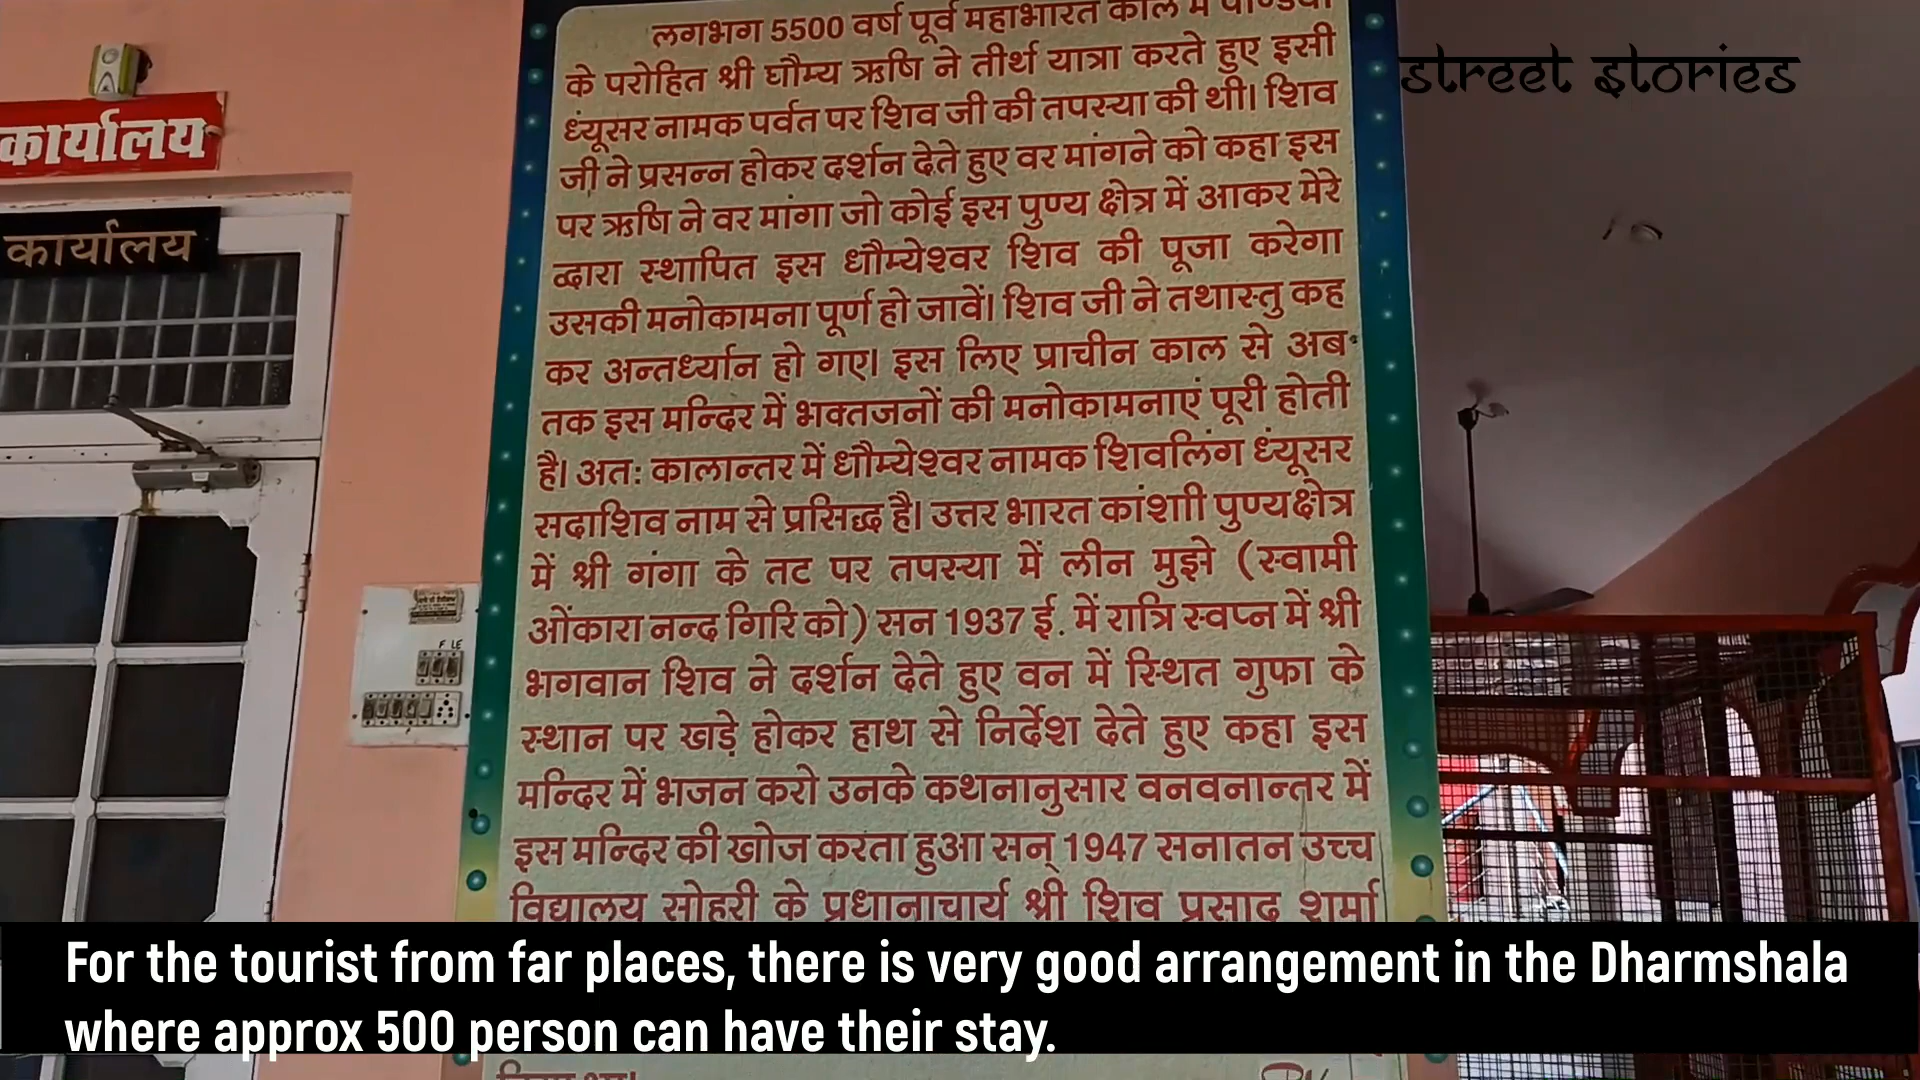 लगभग 5500 वर्ष पूर्व महाभारत काल में पाण्डवों
के परोहित श्री घौम्य ऋषि ने तीर्थ यात्रा करते हुए इसी
ध्यूंसर नामक पर्वत पर शिव जी की तपस्या की थी। शिव
जी ने प्रसन्न होकर दर्शन देते हुए वर मांगने को कहा इस
पर ऋषि ने वर मांगा जो कोई इस पुण्य क्षेत्र में आकर मेरे
द्वारा स्थापित इस धौम्येश्वर शिव की पूजा करेगा
उसकी मनोकामना पूर्ण हो जावें। शिव जी ने तथास्तु कह
कर अन्तर्ध्यान हो गए। इस लिए प्राचीन काल से अब
तक इस मन्दिर में भक्तजनों की मनोकामनाएं पूरी होती
है। अतः कालान्तर में धौम्येश्वर नामक शिवलिंग ध्यूंसर
सदाशिव नाम से प्रसिद्ध है। उत्तर भारत कांशाी पुण्यक्षेत्र
में श्री गंगा के तट पर तपस्या में लीन मुझे (स्वामी
ओंकारा नन्द गिरि को) सन 1937 ई. में रात्रि स्वप्न में श्री
भगवान शिव ने दर्शन देते हुए वन में स्थित गुफा के
स्थान पर खड़े होकर हाथ से निर्देश देते हुए कहा इस
मन्दिर में भजन करो उनके कथनानुसार वनवनान्तर में
इस मन्दिर की खोज करता हुआ सन् 1947 सनातन उच्च
विद्यालय सोहरी के प्रधानाचार्य श्री शिव प्रसाद शर्मा
कार्यालय
कार्यालय
street stories
For the tourist from far places, there is very good arrangement in the Dharmshala
where approx 500 person can have their stay.